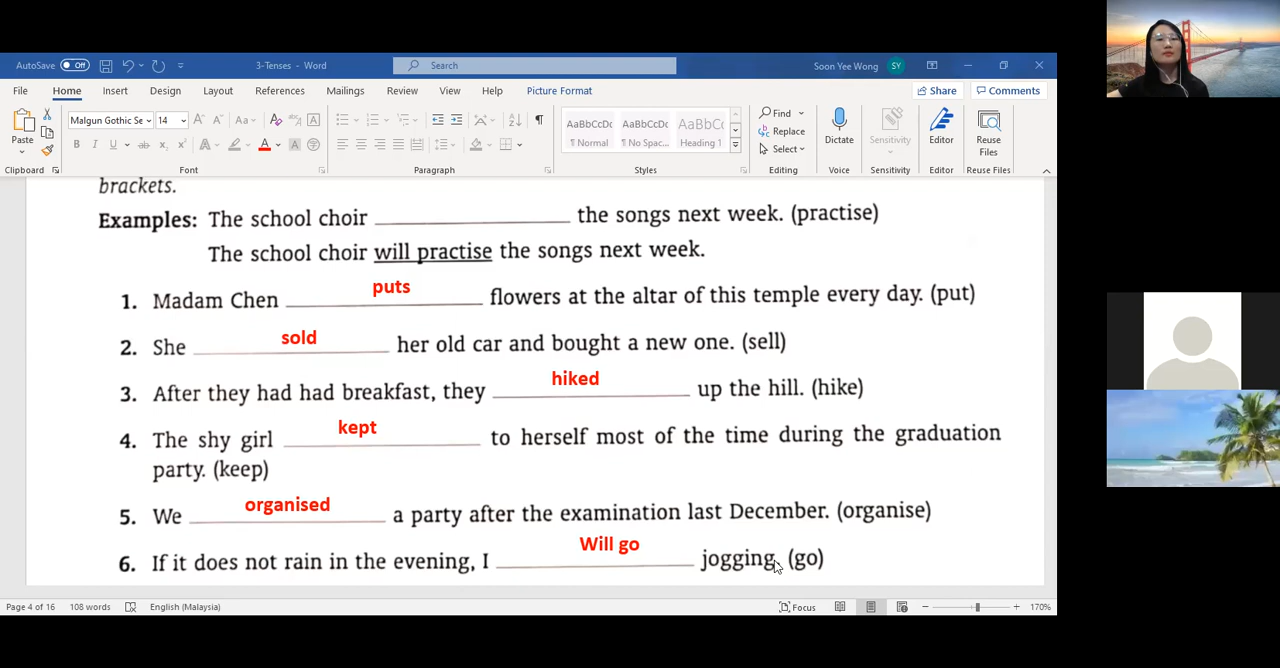 AutoSave Off 3-Tenses - Word Search Soon Yee Wong SY
File Home Insert Design Layout References Mailings Review View Help Picture Format Share Comments
Malgun Gothic Se 14 Aa A A Find
Paste B I U ab x₂ x² A A A AaBbCcDc AaBbCcDc AaBbCcD Replace Dictate Sensitivity Editor Reuse Files
¶ Normal ¶ No Spac... Heading 1 Select
Clipboard Font Paragraph Styles Editing Voice Sensitivity Editor Reuse Files
brackets.
Examples: The school choir ____________ the songs next week. (practise)
The school choir will practise the songs next week.
1. Madam Chen puts flowers at the altar of this temple every day. (put)
2. She sold her old car and bought a new one. (sell)
3. After they had had breakfast, they hiked up the hill. (hike)
4. The shy girl kept to herself most of the time during the graduation
party. (keep)
5. We organised a party after the examination last December. (organise)
6. If it does not rain in the evening, I Will go jogging. (go)
Page 4 of 16 108 words English (Malaysia) Focus 170%